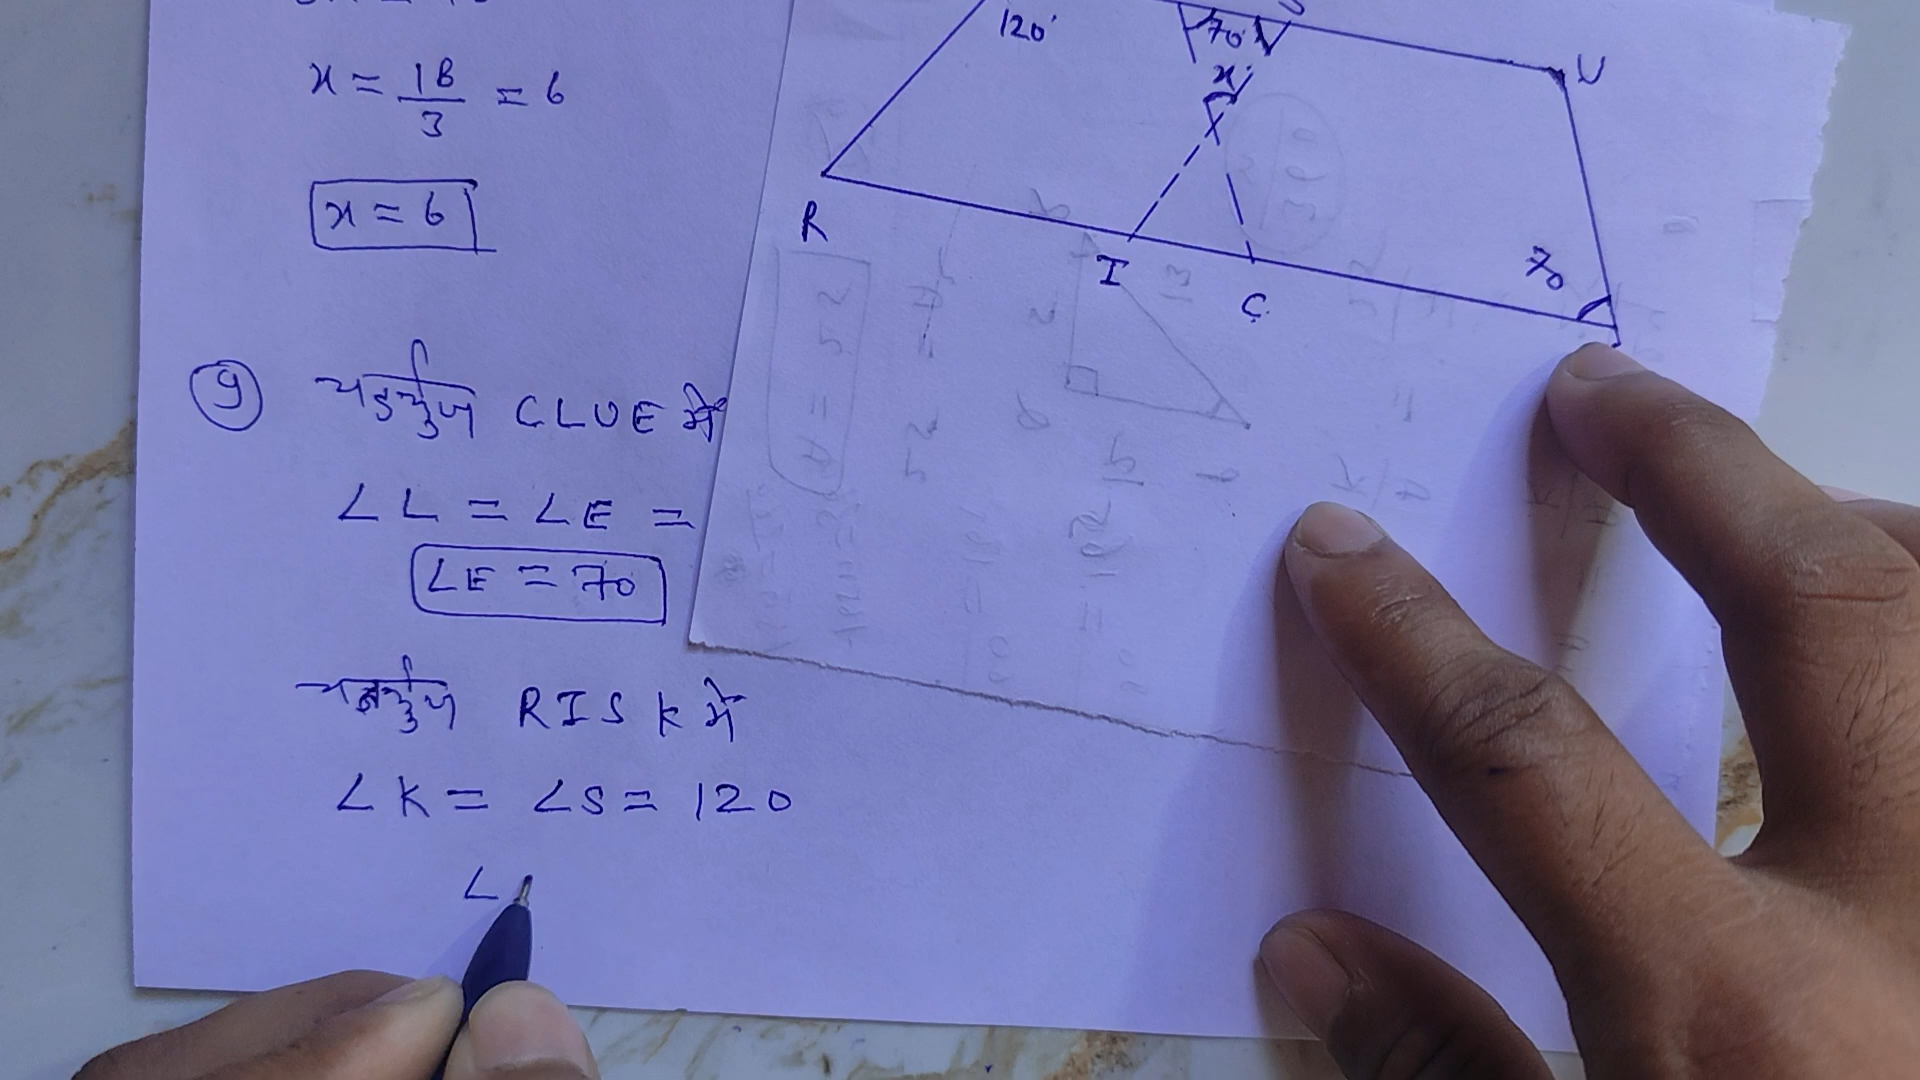 x = 18/3 = 6
x = 6
9 चतुर्भुज CLUE में
∠L = ∠E =
∠E = 70
चतुर्भुज RISK में
∠K = ∠S = 120
∠
120°
70°
x
U
R
I
C
70